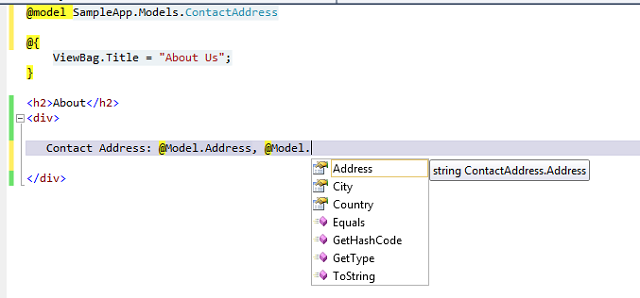 @model SampleApp.Models.ContactAddress
@{
ViewBag.Title = "About Us";
}
<h2>About</h2>
<div>
Contact Address: @Model.Address, @Model.
Address
string ContactAddress.Address
City
Country
Equals
GetHashCode
GetType
ToString
</div>